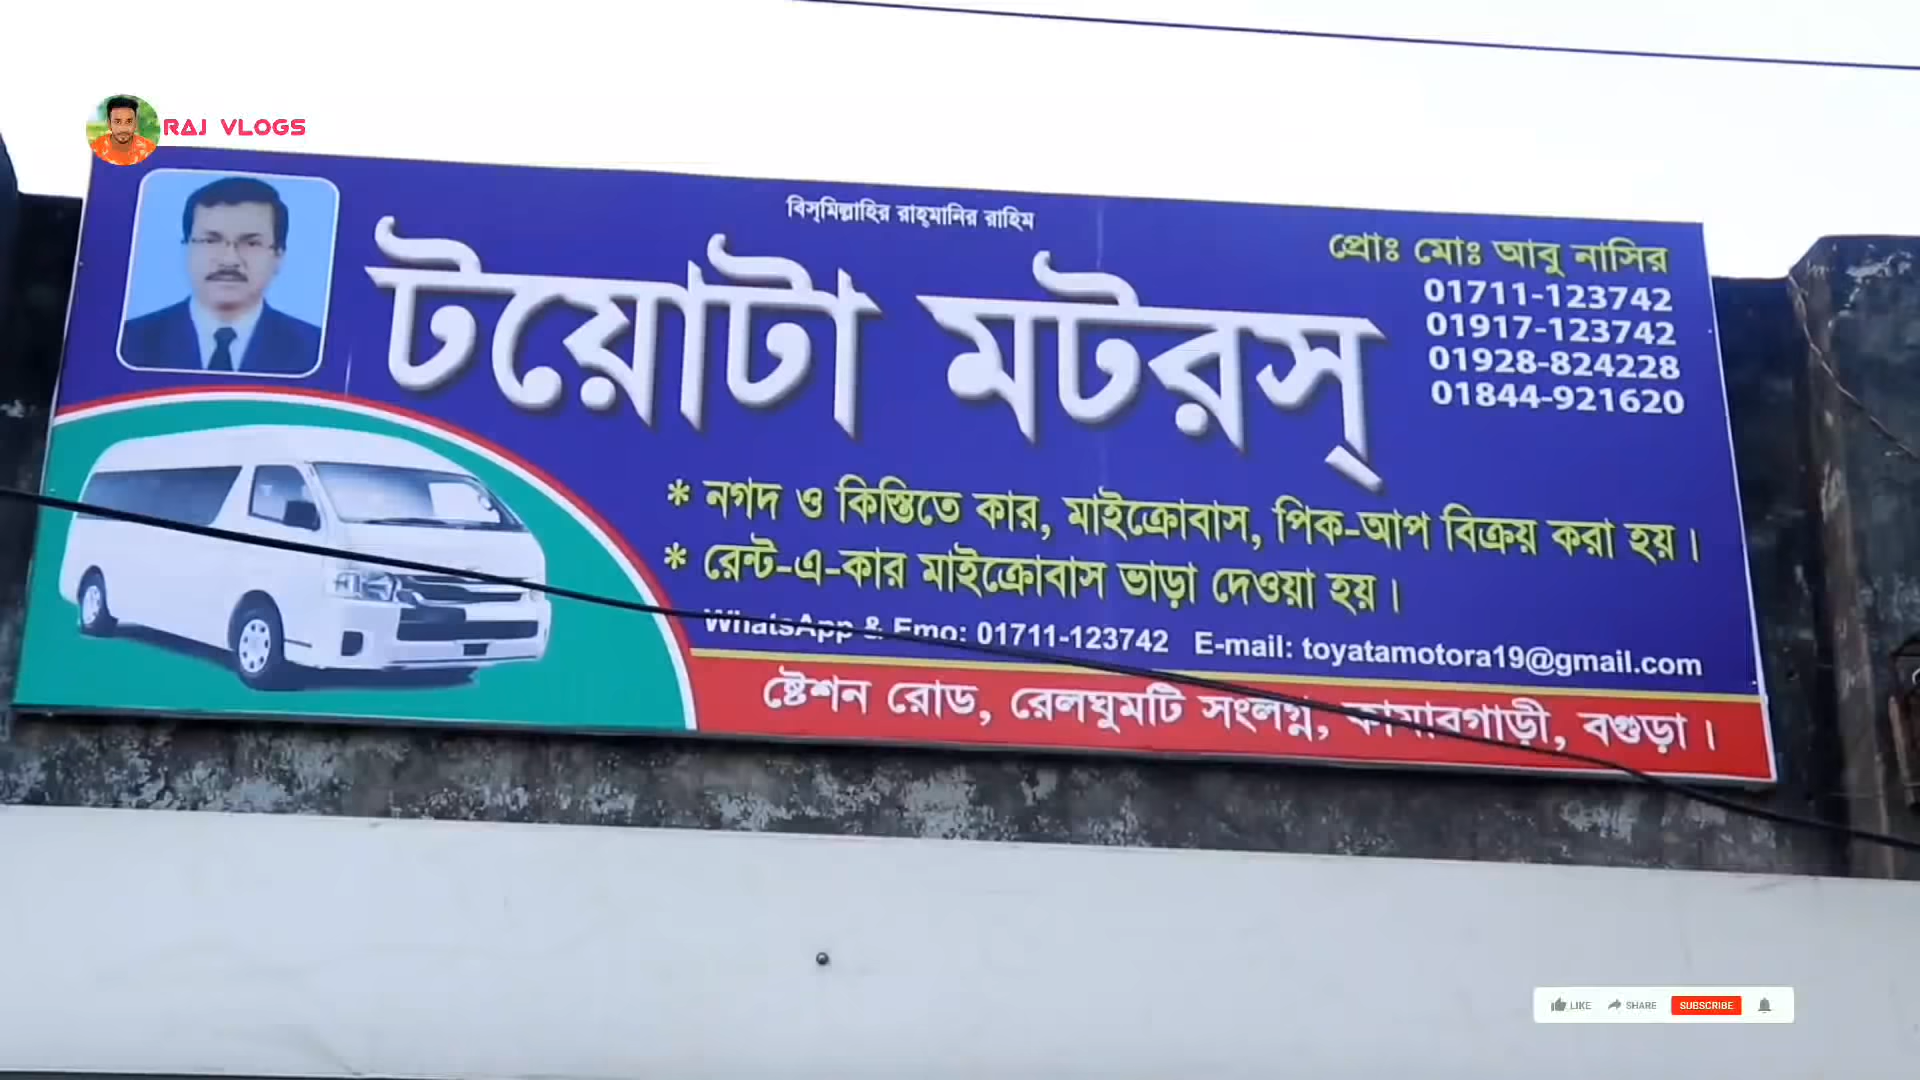 RAJ VLOGS
বিস্‌মিল্লাহির রাহ্‌মানির রাহিম
টয়োটা মটরস্
প্রোঃ মোঃ আবু নাসির
01711-123742
01917-123742
01928-824228
01844-921620
* নগদ ও কিস্তিতে কার, মাইক্রোবাস, পিক-আপ বিক্রয় করা হয়।
* রেন্ট-এ-কার মাইক্রোবাস ভাড়া দেওয়া হয়।
WhatsApp & Emo: 01711-123742 E-mail: toyatamotora19@gmail.com
ষ্টেশন রোড, রেলঘুমটি সংলগ্ন, কামারগাড়ী, বগুড়া।
LIKE SHARE SUBSCRIBE